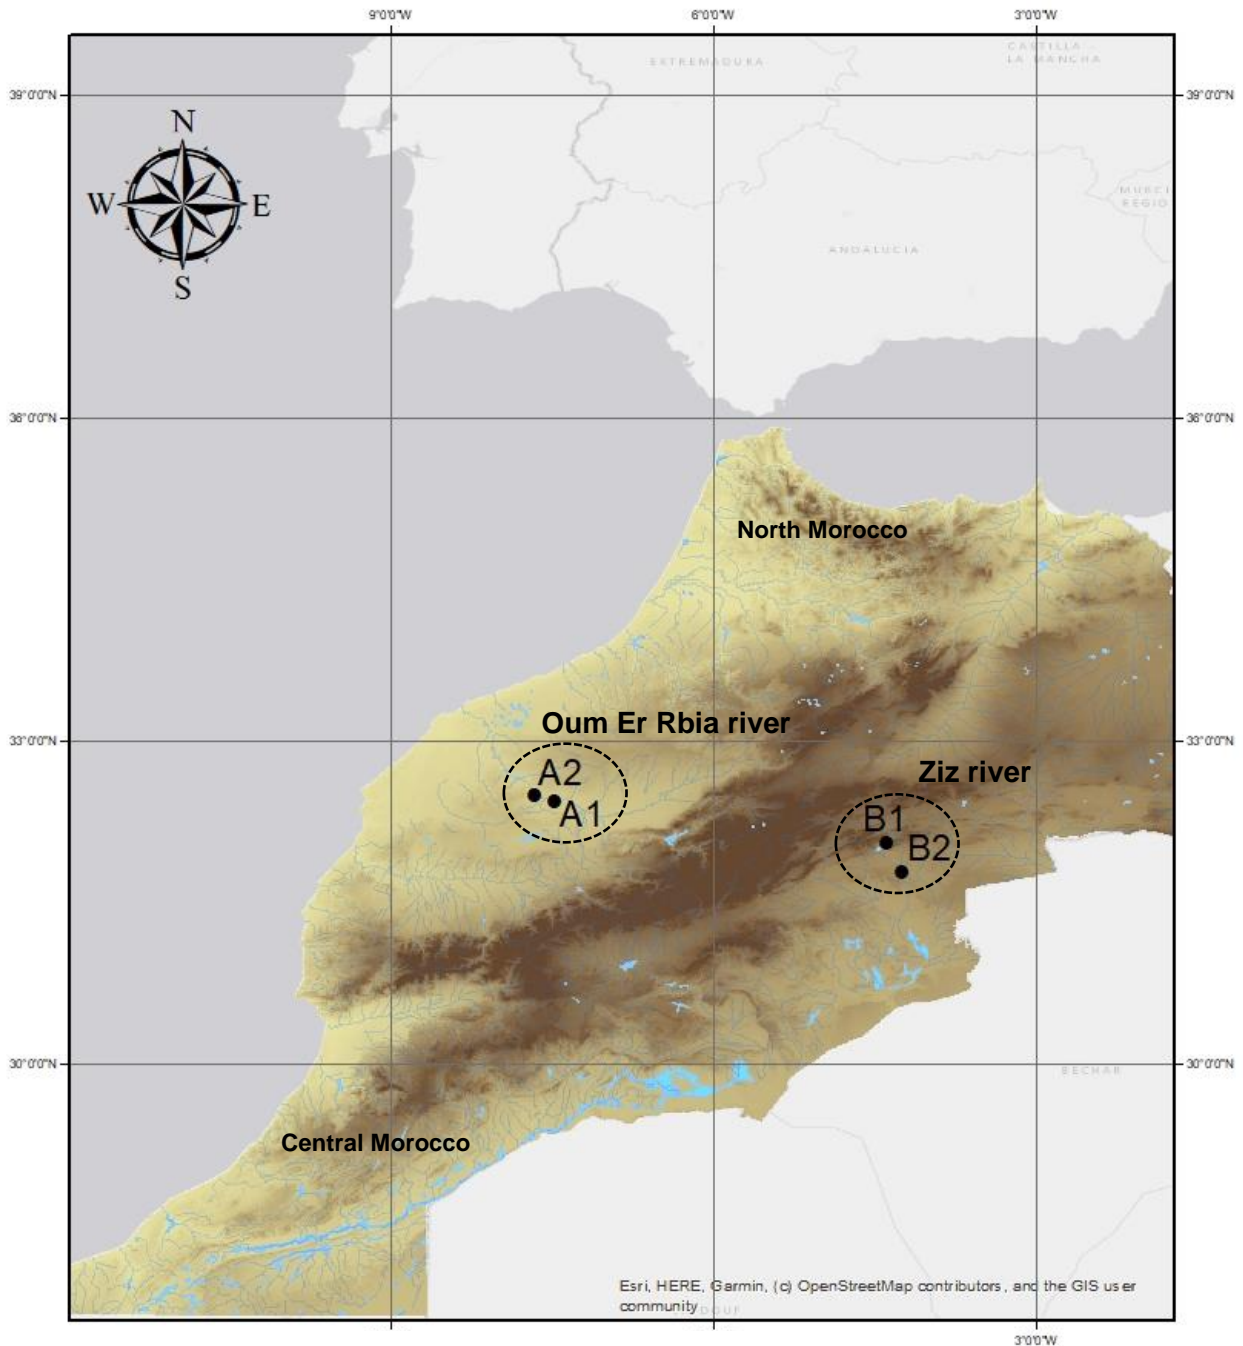 9°0'0"W 6°0'0"W 3°0'0"W
CASTILLA -
LA MANCHA
EXTREMADURA
39°0'0"N 39°0'0"N
N
W E
S
MURCI
REGIO
ANDALUCIA
36°0'0"N 36°0'0"N
North Morocco
Oum Er Rbia river
33°0'0"N 33°0'0"N
Ziz river
A2
A1
B1
B2
30°0'0"N 30°0'0"N
BECHAR
Central Morocco
Esri, HERE, Garmin, (c) OpenStreetMap contributors, and the GIS user
community
3°0'0"W